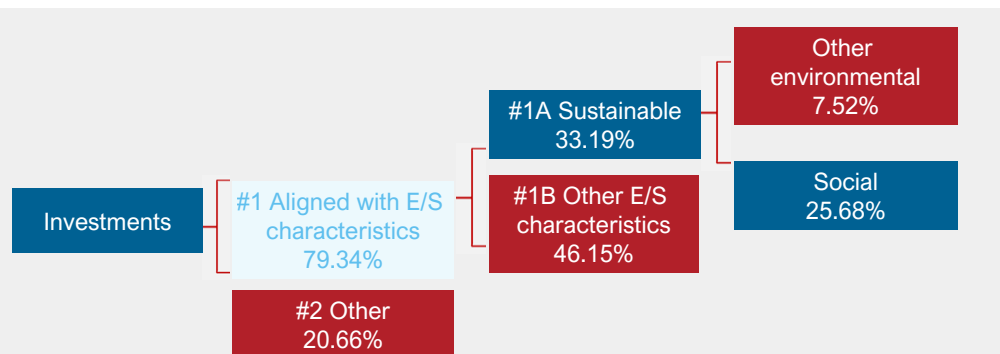 Investments
#1 Aligned with E/S
characteristics
79.34%
#2 Other
20.66%
#1A Sustainable
33.19%
#1B Other E/S
characteristics
46.15%
Other
environmental
7.52%
Social
25.68%